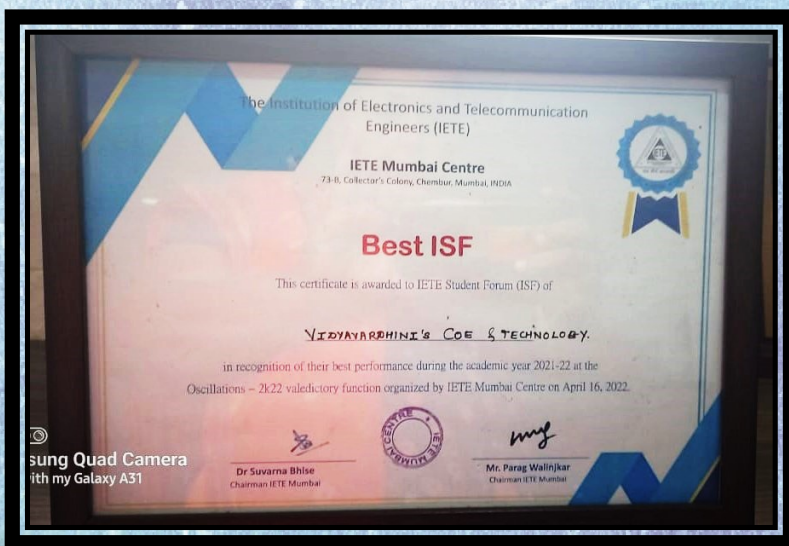 The Institution of Electronics and Telecommunication
Engineers (IETE)
IETE Mumbai Centre
73-B, Collector's Colony, Chembur, Mumbai, INDIA
IETE
Best ISF
This certificate is awarded to IETE Student Forum (ISF) of
VIDYAVARDHINI'S COE & TECHNOLOGY.
in recognition of their best performance during the academic year 2021-22 at the
Oscillations – 2k22 valedictory function organized by IETE Mumbai Centre on April 16, 2022.
IETE MUMBAI CENTRE
Dr Suvarna Bhise
Chairman IETE Mumbai
Mr. Parag Walinjkar
Chairman IETE Mumbai
sung Quad Camera
ith my Galaxy A31